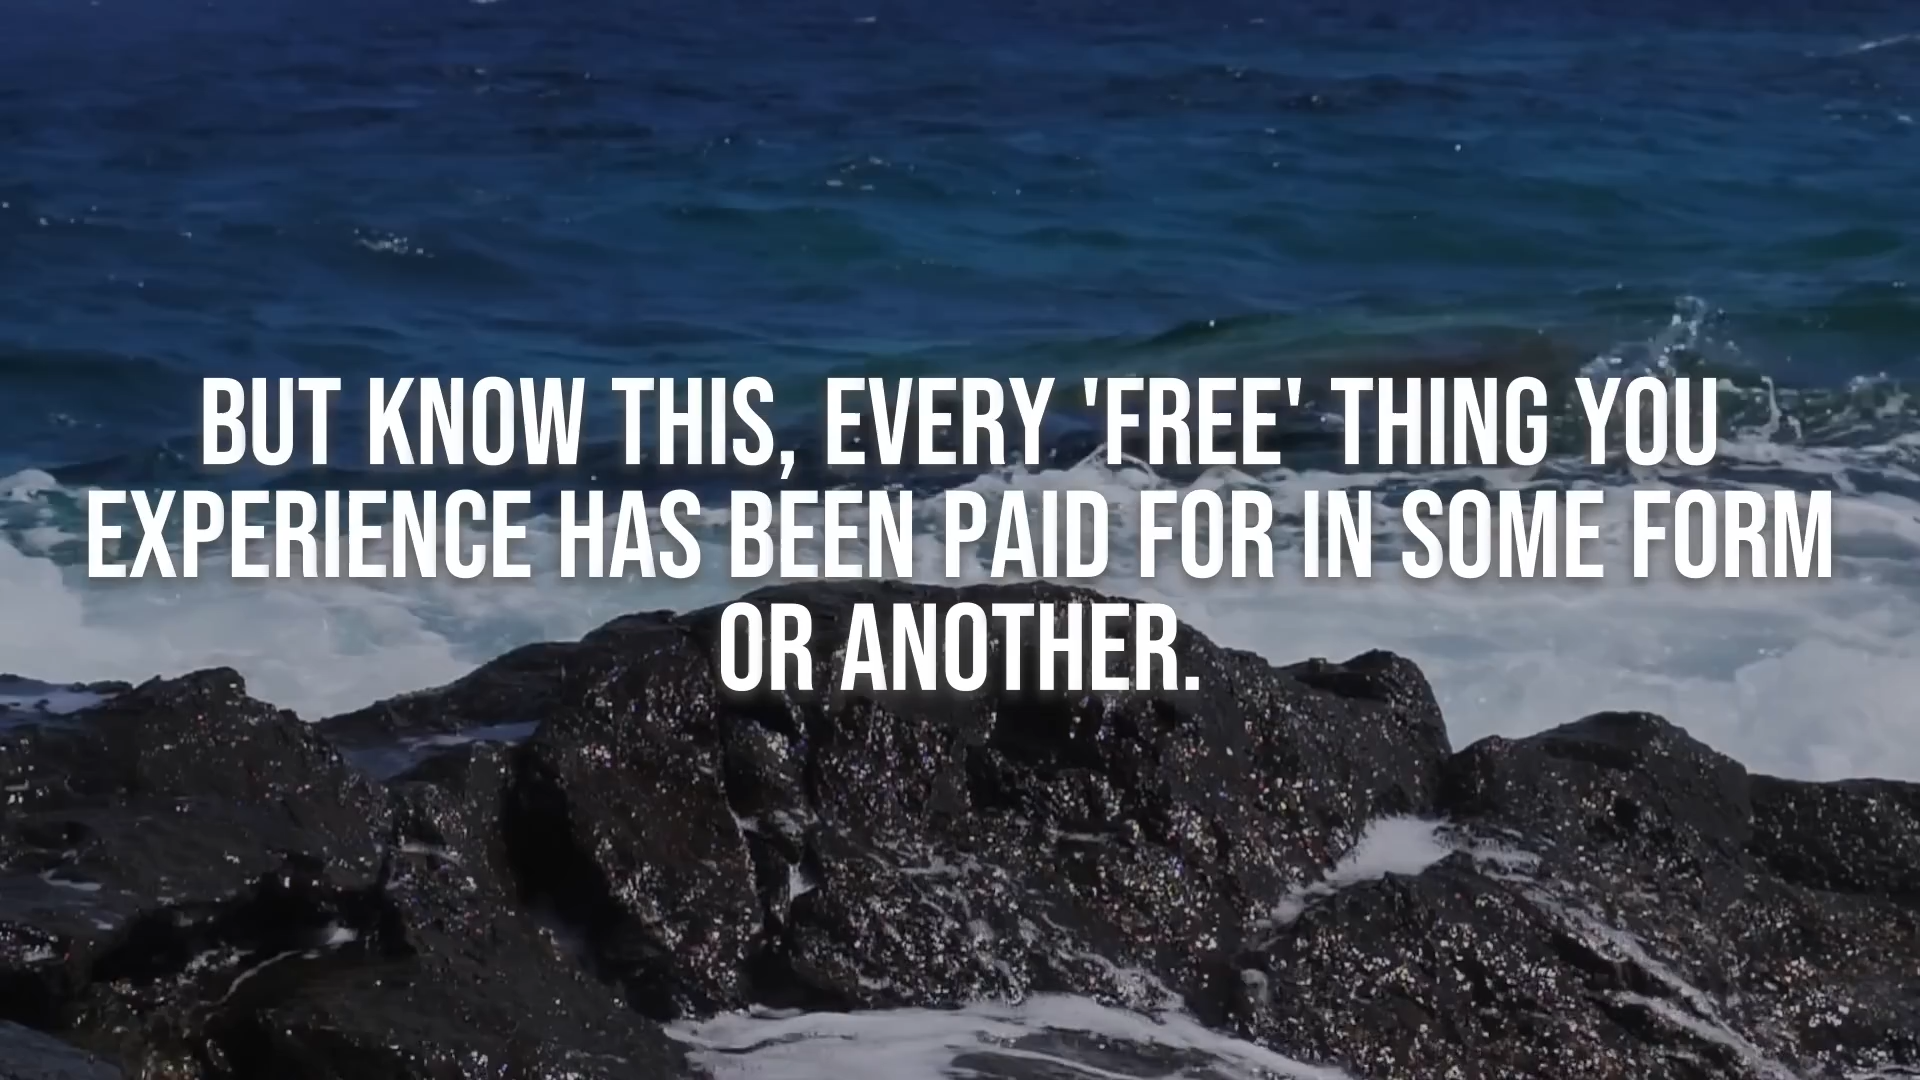 BUT KNOW THIS, EVERY 'FREE' THING YOU
EXPERIENCE HAS BEEN PAID FOR IN SOME FORM
OR ANOTHER.